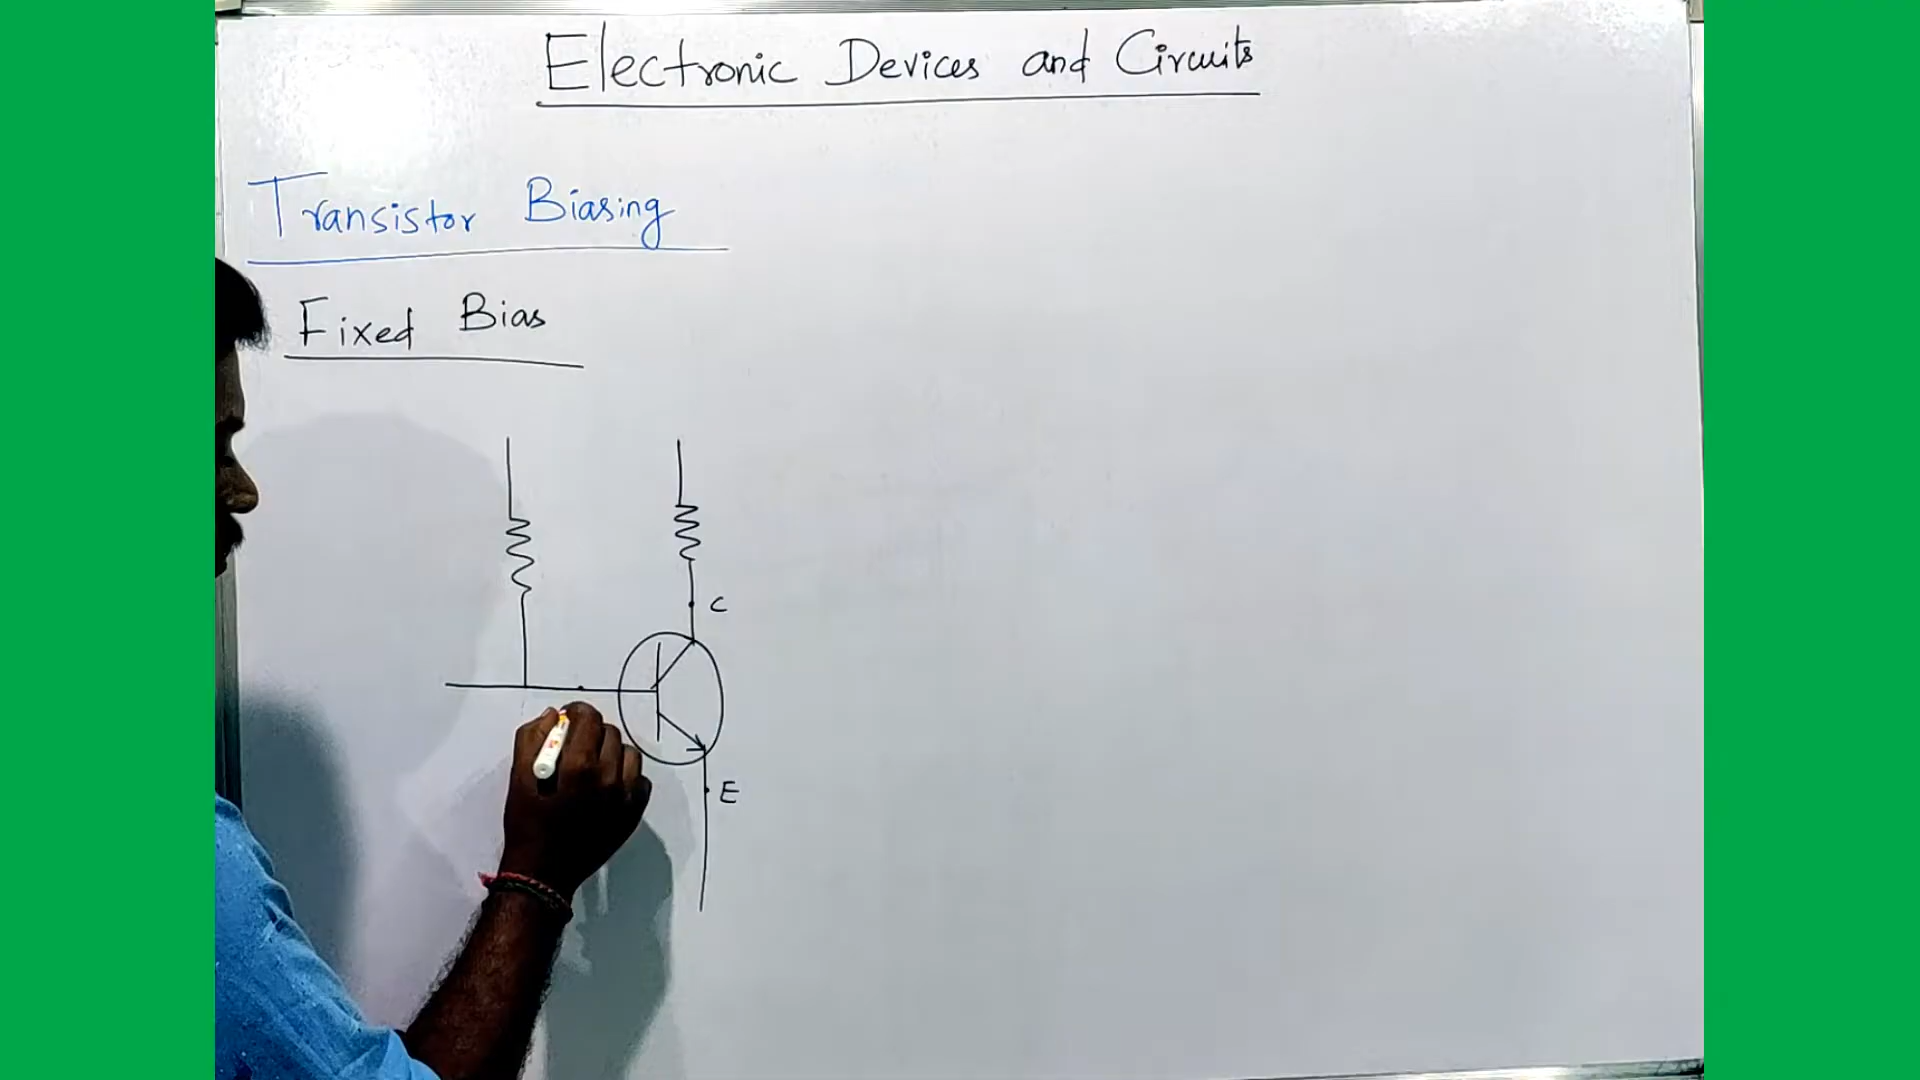 Electronic Devices and Circuits
Transistor Biasing
Fixed Bias
C
E